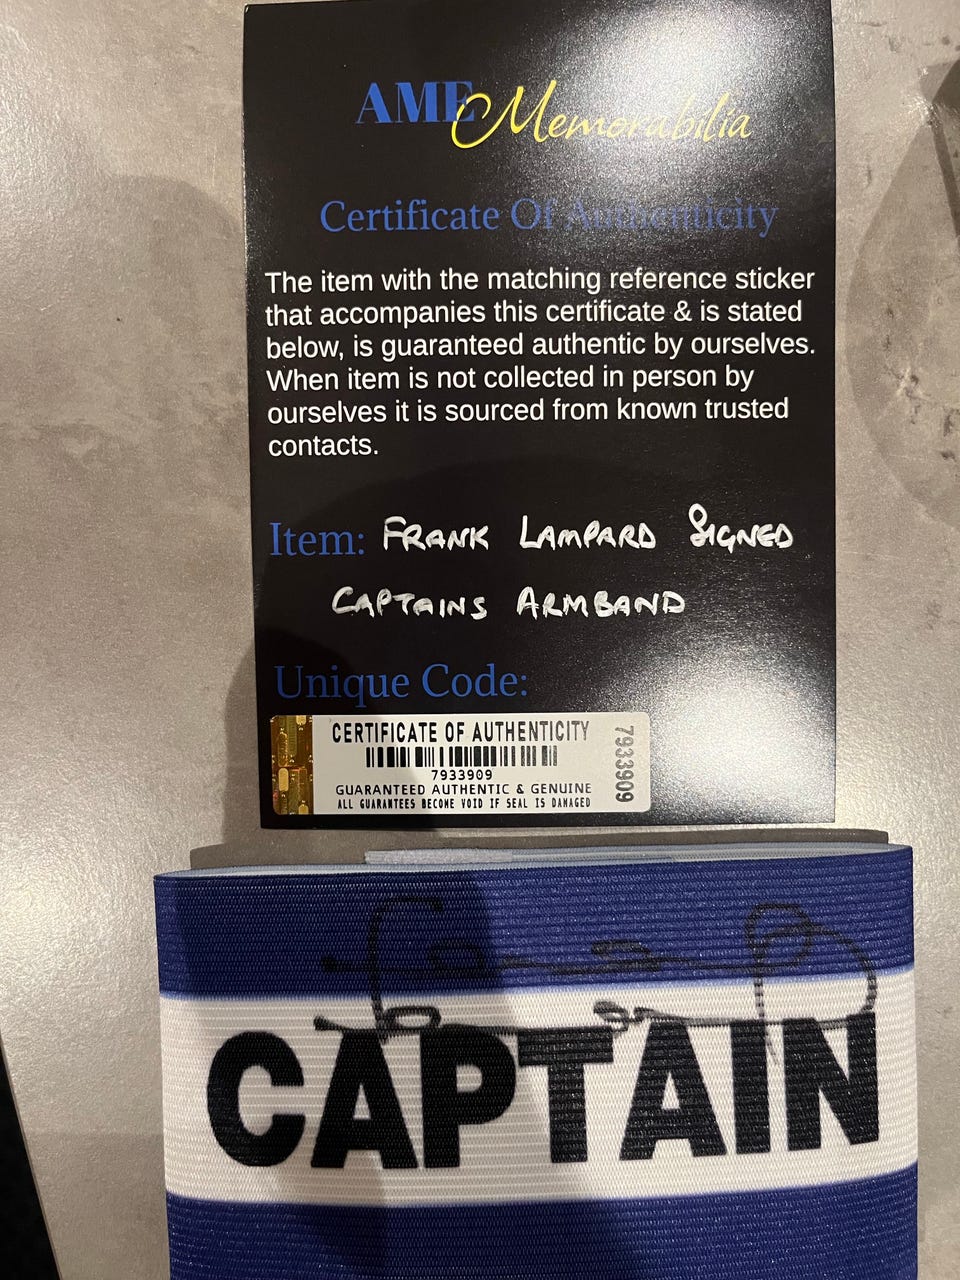 AME Memorabilia
Certificate Of Authenticity
The item with the matching reference sticker
that accompanies this certificate & is stated
below, is guaranteed authentic by ourselves.
When item is not collected in person by
ourselves it is sourced from known trusted
contacts.
Item: FRANK LAMPARD SIGNED
CAPTAINS ARMBAND
Unique Code:
CERTIFICATE OF AUTHENTICITY
7933909
GUARANTEED AUTHENTIC & GENUINE
ALL GUARANTEES BECOME VOID IF SEAL IS DAMAGED
7933909
CAPTAIN